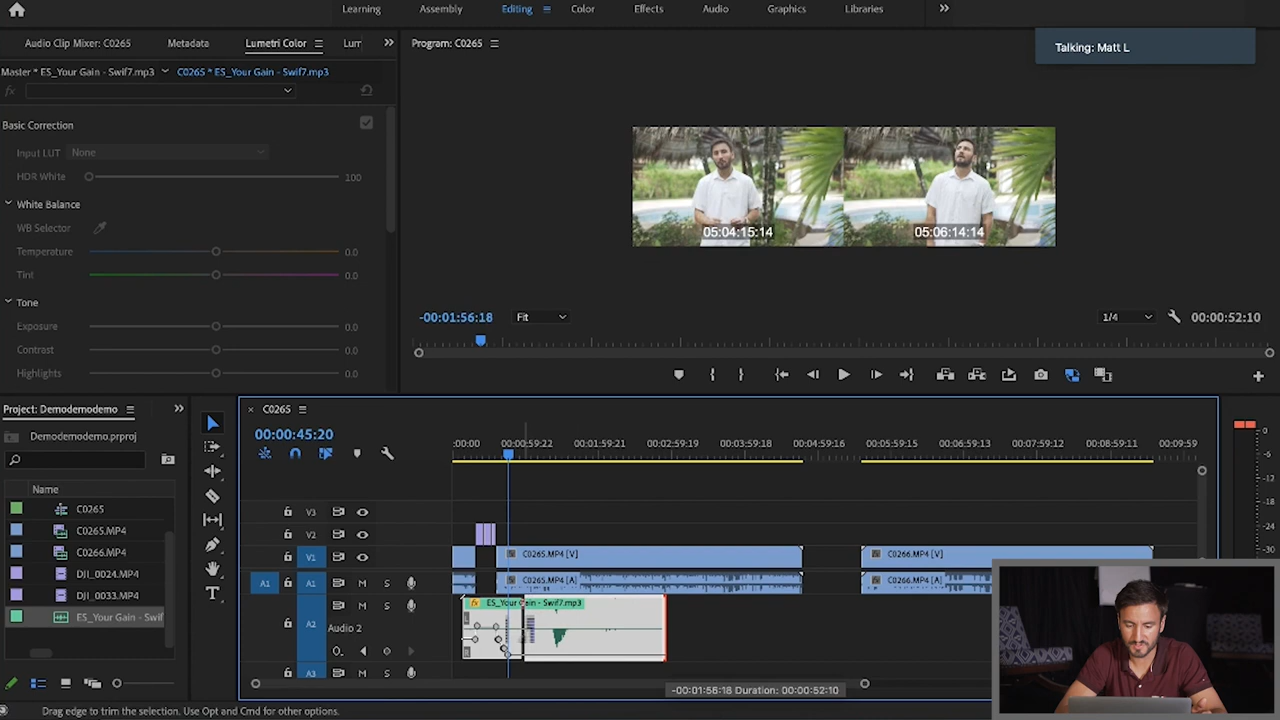 Learning Assembly Editing Color Effects Audio Graphics Libraries
Talking: Matt L
Audio Clip Mixer: C0265 Metadata Lumetri Color Lum
Program: C0265
Master * ES_Your Gain - Swif7.mp3 C0265 * ES_Your Gain - Swif7.mp3
fx
Basic Correction
Input LUT None
HDR White 100
White Balance
WB Selector
Temperature 0.0
Tint 0.0
Tone
Exposure 0.0
Contrast 0.0
Highlights
05:04:15:14 05:06:14:14
-00:01:56:18 Fit 1/4 00:00:52:10
Project: Demodemodemo
Demodemodemo.prproj
Name
C0265
C0265.MP4
C0266.MP4
DJI_0024.MP4
DJI_0033.MP4
ES_Your Gain - Swif
C0265
00:00:45:20
:00:00 00:00:59:22 00:01:59:21 00:02:59:19 00:03:59:18 00:04:59:16 00:05:59:15 00:06:59:13 00:07:59:12 00:08:59:11 00:09:59
V3
V2
V1 C0265.MP4 [V] C0266.MP4 [V]
A1 A1 M S C0265.MP4 [A] C0266.MP4 [A]
A2 M S fx ES_Your Gain - Swif7.mp3
Audio 2
A3 M S
-00:01:56:18 Duration: 00:00:52:10
0
-6
-12
-18
-24
-30
Drag edge to trim the selection. Use Opt and Cmd for other options.